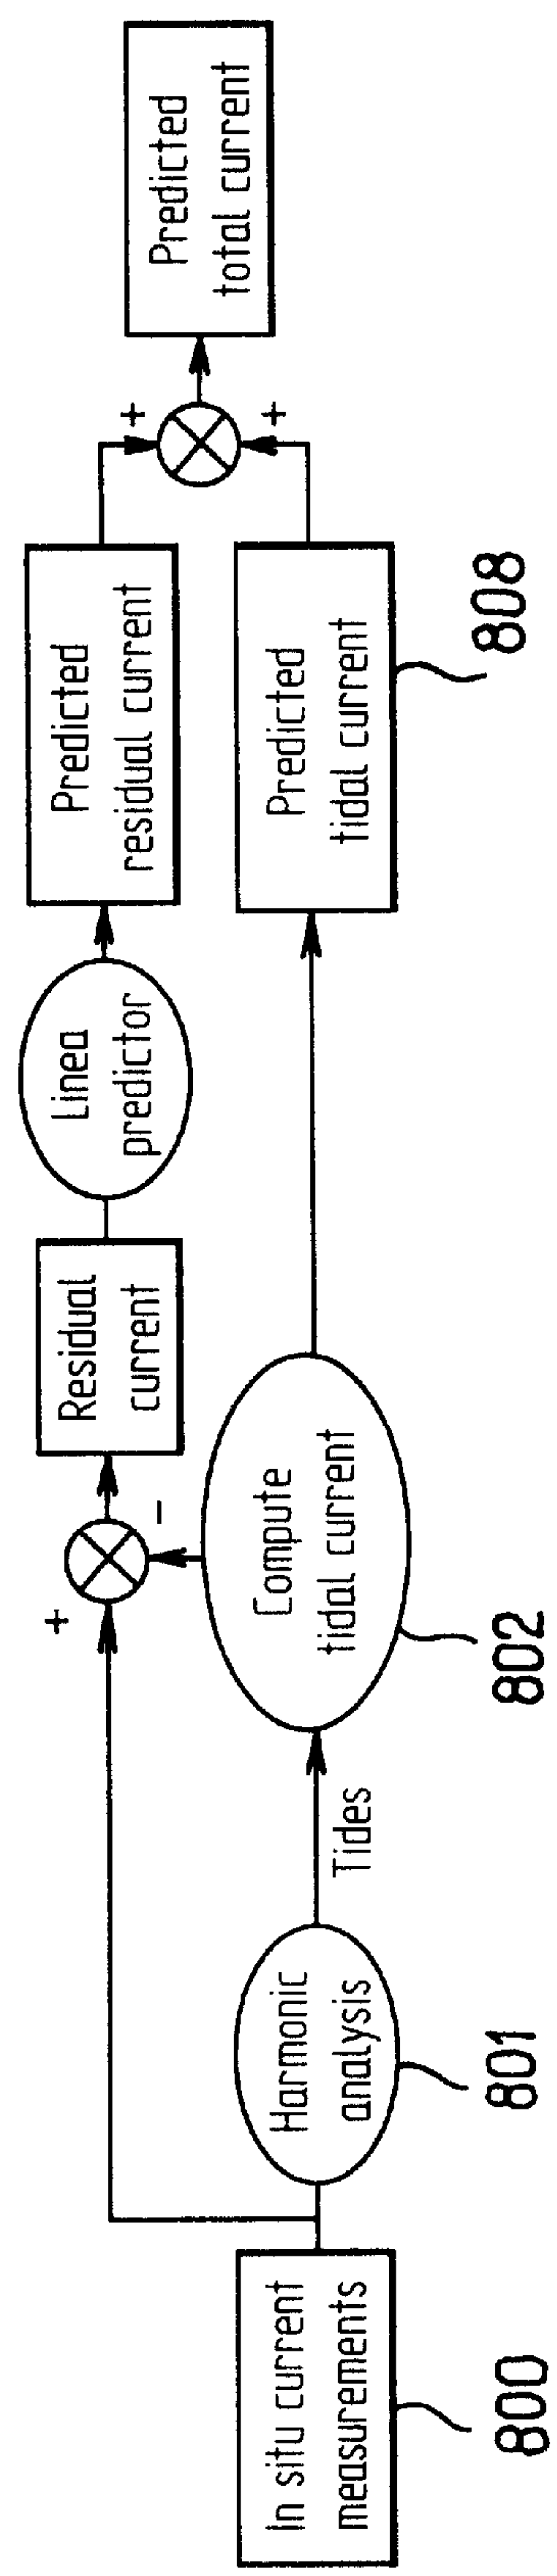 In situ current
measurements
800
Harmonic
analysis
801
Tides
Compute
tidal current
802
+
−
Residual
current
Linea
predictor
Predicted
residual current
Predicted
tidal current
808
+
+
Predicted
total current